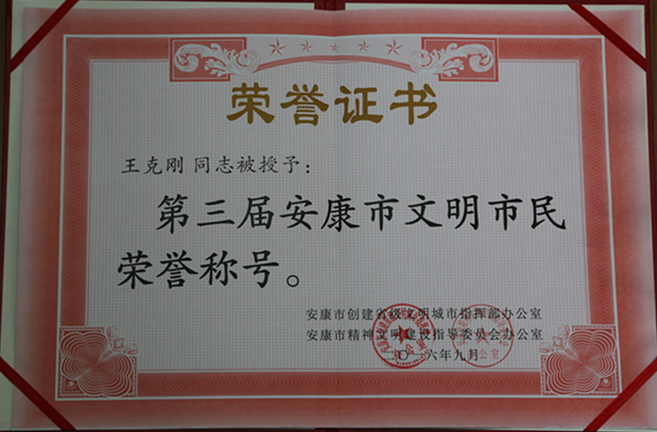 荣誉证书
王克刚 同志被授予：
第三届安康市文明市民
荣誉称号。
安康市创建省级文明城市指挥部办公室
安康市精神文明建设指导委员会办公室
二〇一六年九月